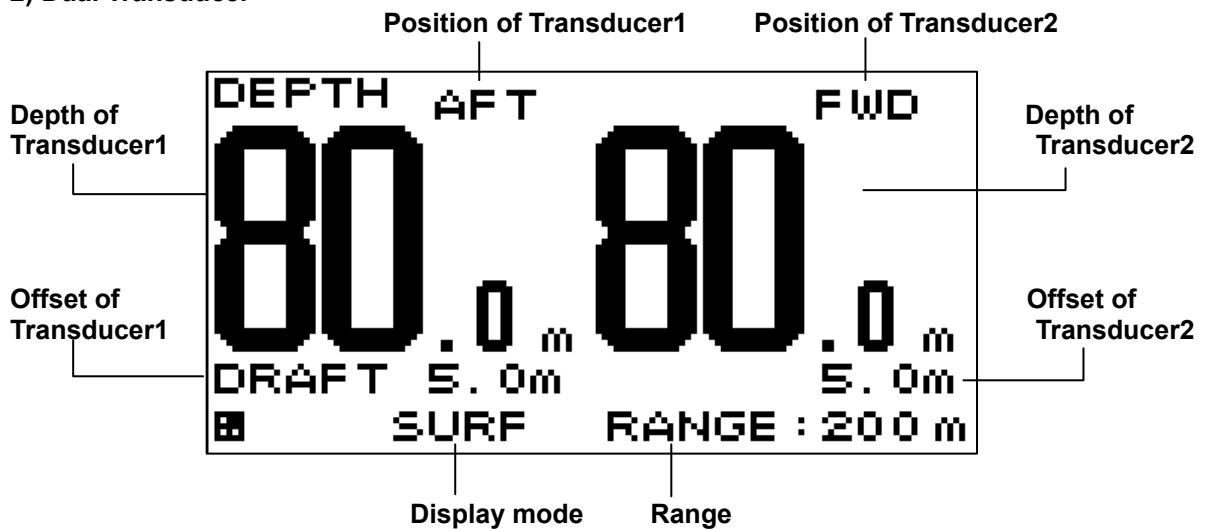 2) Dual Transducer
Position of Transducer1
Position of Transducer2
DEPTH AFT FWD
Depth of
Transducer1
80.0 m 80.0 m
Depth of
Transducer2
Offset of
Transducer1
DRAFT 5.0m 5.0m
Offset of
Transducer2
SURF RANGE:200 m
Display mode
Range